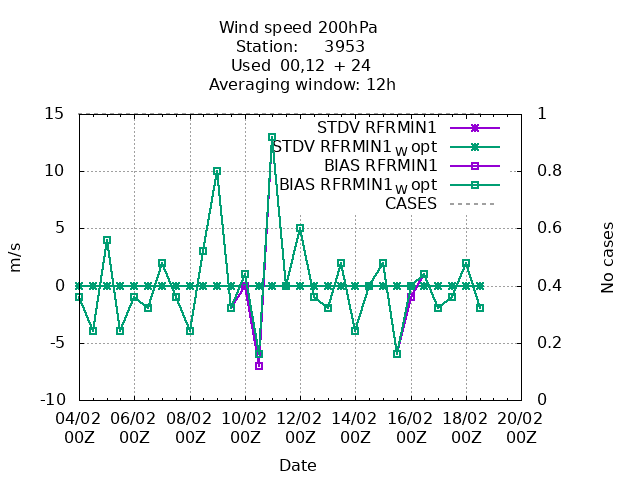 Wind speed 200hPa
Station: 3953
Used 00,12 + 24
Averaging window: 12h
15 1
STDV RFRMIN1
STDV RFRMIN1_W opt
10 0.8
BIAS RFRMIN1
BIAS RFRMIN1_W opt
CASES
5 0.6
m/s
No cases
0 0.4
-5 0.2
-10 0
04/02 06/02 08/02 10/02 12/02 14/02 16/02 18/02 20/02
00Z 00Z 00Z 00Z 00Z 00Z 00Z 00Z 00Z
Date